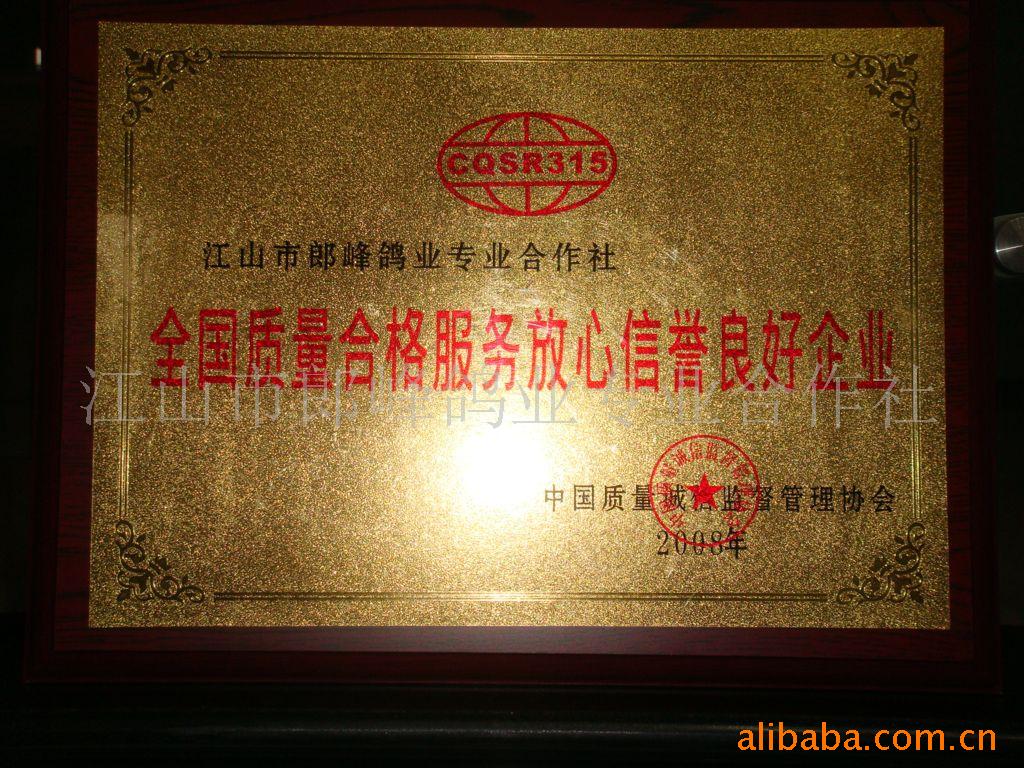 CQSR315
江山市郎峰鸽业专业合作社
全国质量合格服务放心信誉良好企业
江山市郎峰鸽业专业合作社
中国质量诚信监督管理协会
2008年
alibaba.com.cn